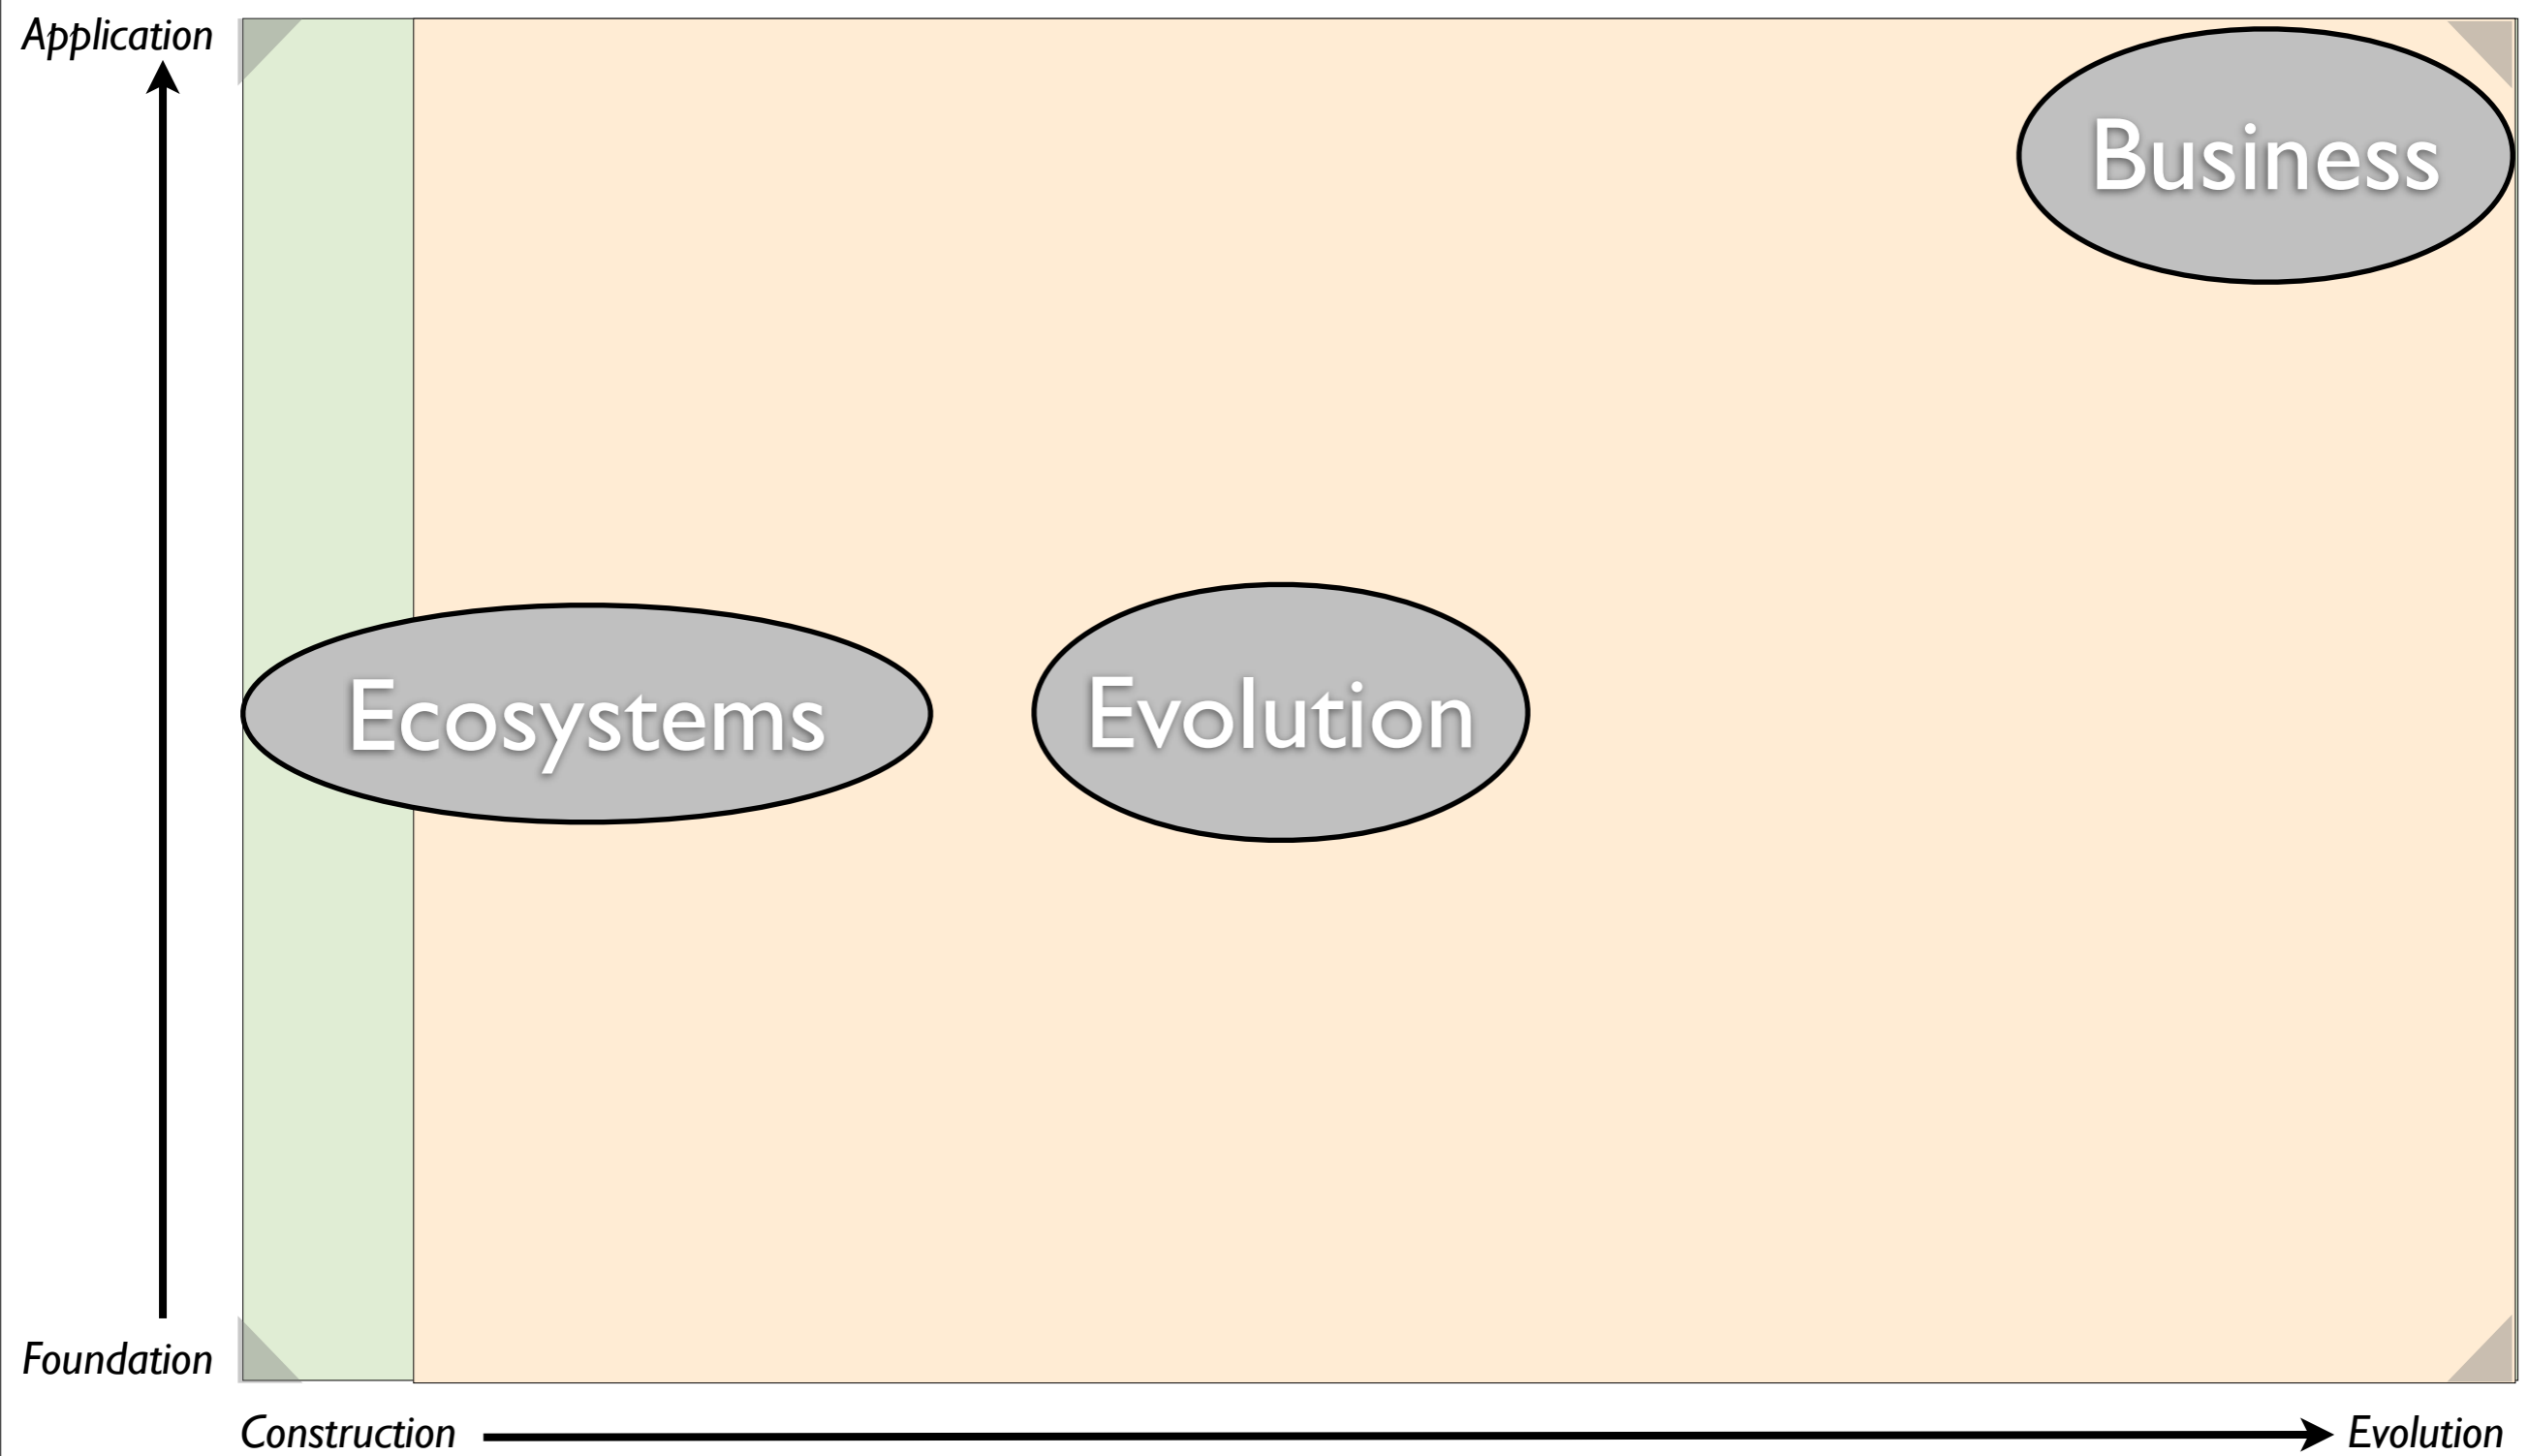 Application
Business
Ecosystems
Evolution
Foundation
Construction
Evolution